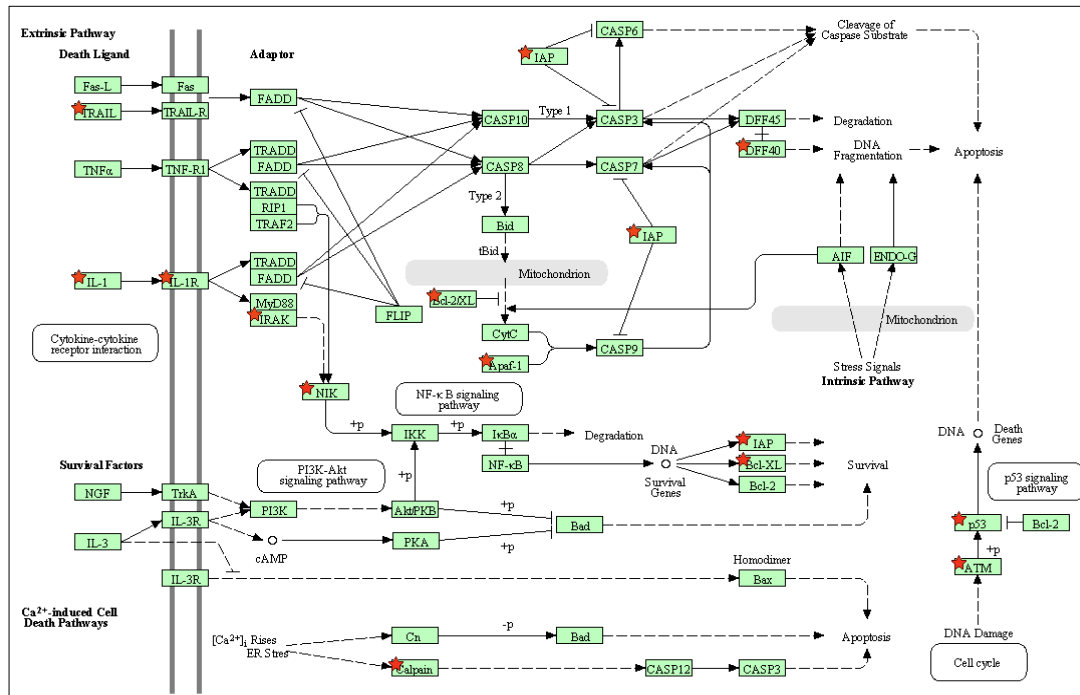 Extrinsic Pathway
Death Ligand
Adaptor
CASP6
Cleavage of
Caspase Substrate
IAP
Fas-L
Fas
FADD
TRAIL
TRAIL-R
CASP10
Type 1
CASP3
DFF45
Degradation
TNFα
TNF-R1
TRADD
FADD
CASP8
CASP7
DFF40
DNA
Fragmentation
Apoptosis
TRADD
RIP1
TRAF2
Type 2
Bid
IAP
tBid
AIF
ENDO-G
IL-1
IL-1R
TRADD
FADD
Mitochondrion
MyD88
IRAK
FLIP
Bcl-2/XL
CytC
Mitochondrion
Cytokine-cytokine
receptor interaction
CASP9
Apaf-1
Stress Signals
Intrinsic Pathway
NIK
NF-κB signaling
pathway
+p
IKK
+p
IκBα
Degradation
NF-κB
DNA
Survival
Genes
IAP
Bcl-XL
Bcl-2
Survival
DNA
Death
Genes
Survival Factors
PI3K-Akt
signaling pathway
+p
p53 signaling
pathway
NGF
TrkA
PI3K
Akt/PKB
+p
IL-3R
Bad
p53
Bcl-2
IL-3
cAMP
PKA
+p
+p
ATM
IL-3R
Homodimer
Bax
Ca2+-induced Cell
Death Pathways
[Ca2+]i Rises
ER Stres
Cn
-p
Bad
Apoptosis
DNA Damage
Calpain
CASP12
CASP3
Cell cycle